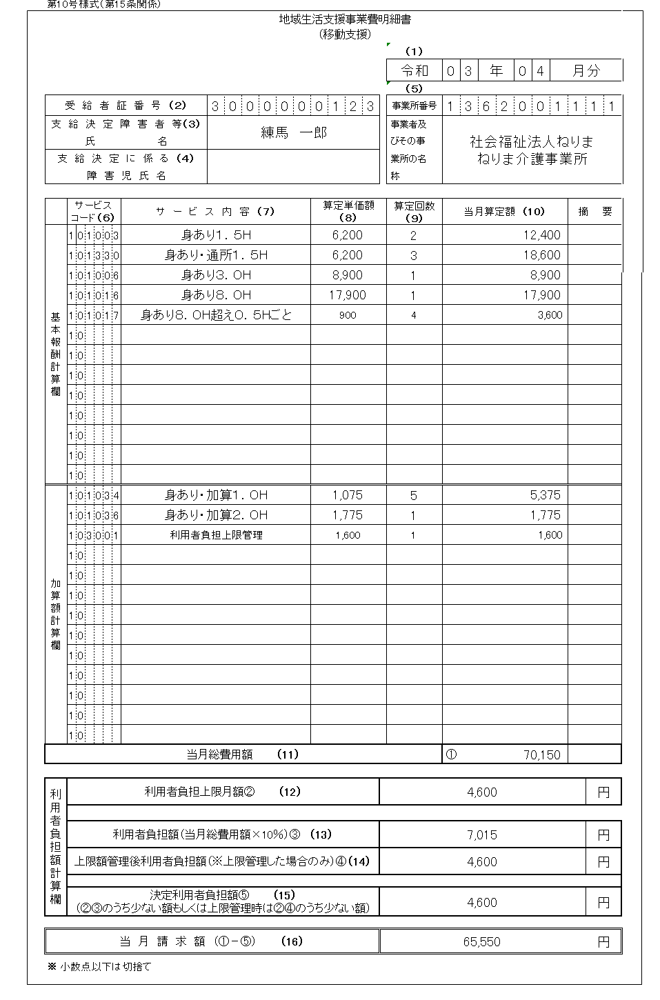 第10号様式(第15条関係)
地域生活支援事業費明細書
(移動支援)
(1)
令和 03 年 04 月分
(5)
受給者証番号 (2) 3000000123
事業所番号 1362001111
支給決定障害者等(3)
氏 名
練馬 一郎
支給決定に係る (4)
障害児氏名
事業者及
びその事
業所の名
称
社会福祉法人ねりま
ねりま介護事業所
サービス
コード(6)
サービス内容 (7)
算定単価額
(8)
算定回数
(9)
当月算定額 (10)
摘 要
基本報酬計算欄
101003 身あり1.5H 6,200 2 12,400
101330 身あり・通所1.5H 6,200 3 18,600
101006 身あり3.0H 8,900 1 8,900
101016 身あり8.0H 17,900 1 17,900
101017 身あり8.0H超え0.5Hごと 900 4 3,600
10
10
10
10
10
10
10
10
加算額計算欄
101034 身あり・加算1.0H 1,075 5 5,375
101036 身あり・加算2.0H 1,775 1 1,775
103001 利用者負担上限管理 1,600 1 1,600
10
10
10
10
10
10
10
10
10
10
当月総費用額 (11) ① 70,150
利用者負担額計算欄
利用者負担上限月額② (12) 4,600 円
利用者負担額(当月総費用額×10%)③ (13) 7,015 円
上限額管理後利用者負担額(※上限管理した場合のみ)④(14) 4,600 円
決定利用者負担額⑤ (15)
(②③のうち少ない額もしくは上限管理時は②④のうち少ない額)
4,600 円
当月請求額 (①-⑤) (16) 65,550 円
※ 小数点以下は切捨て